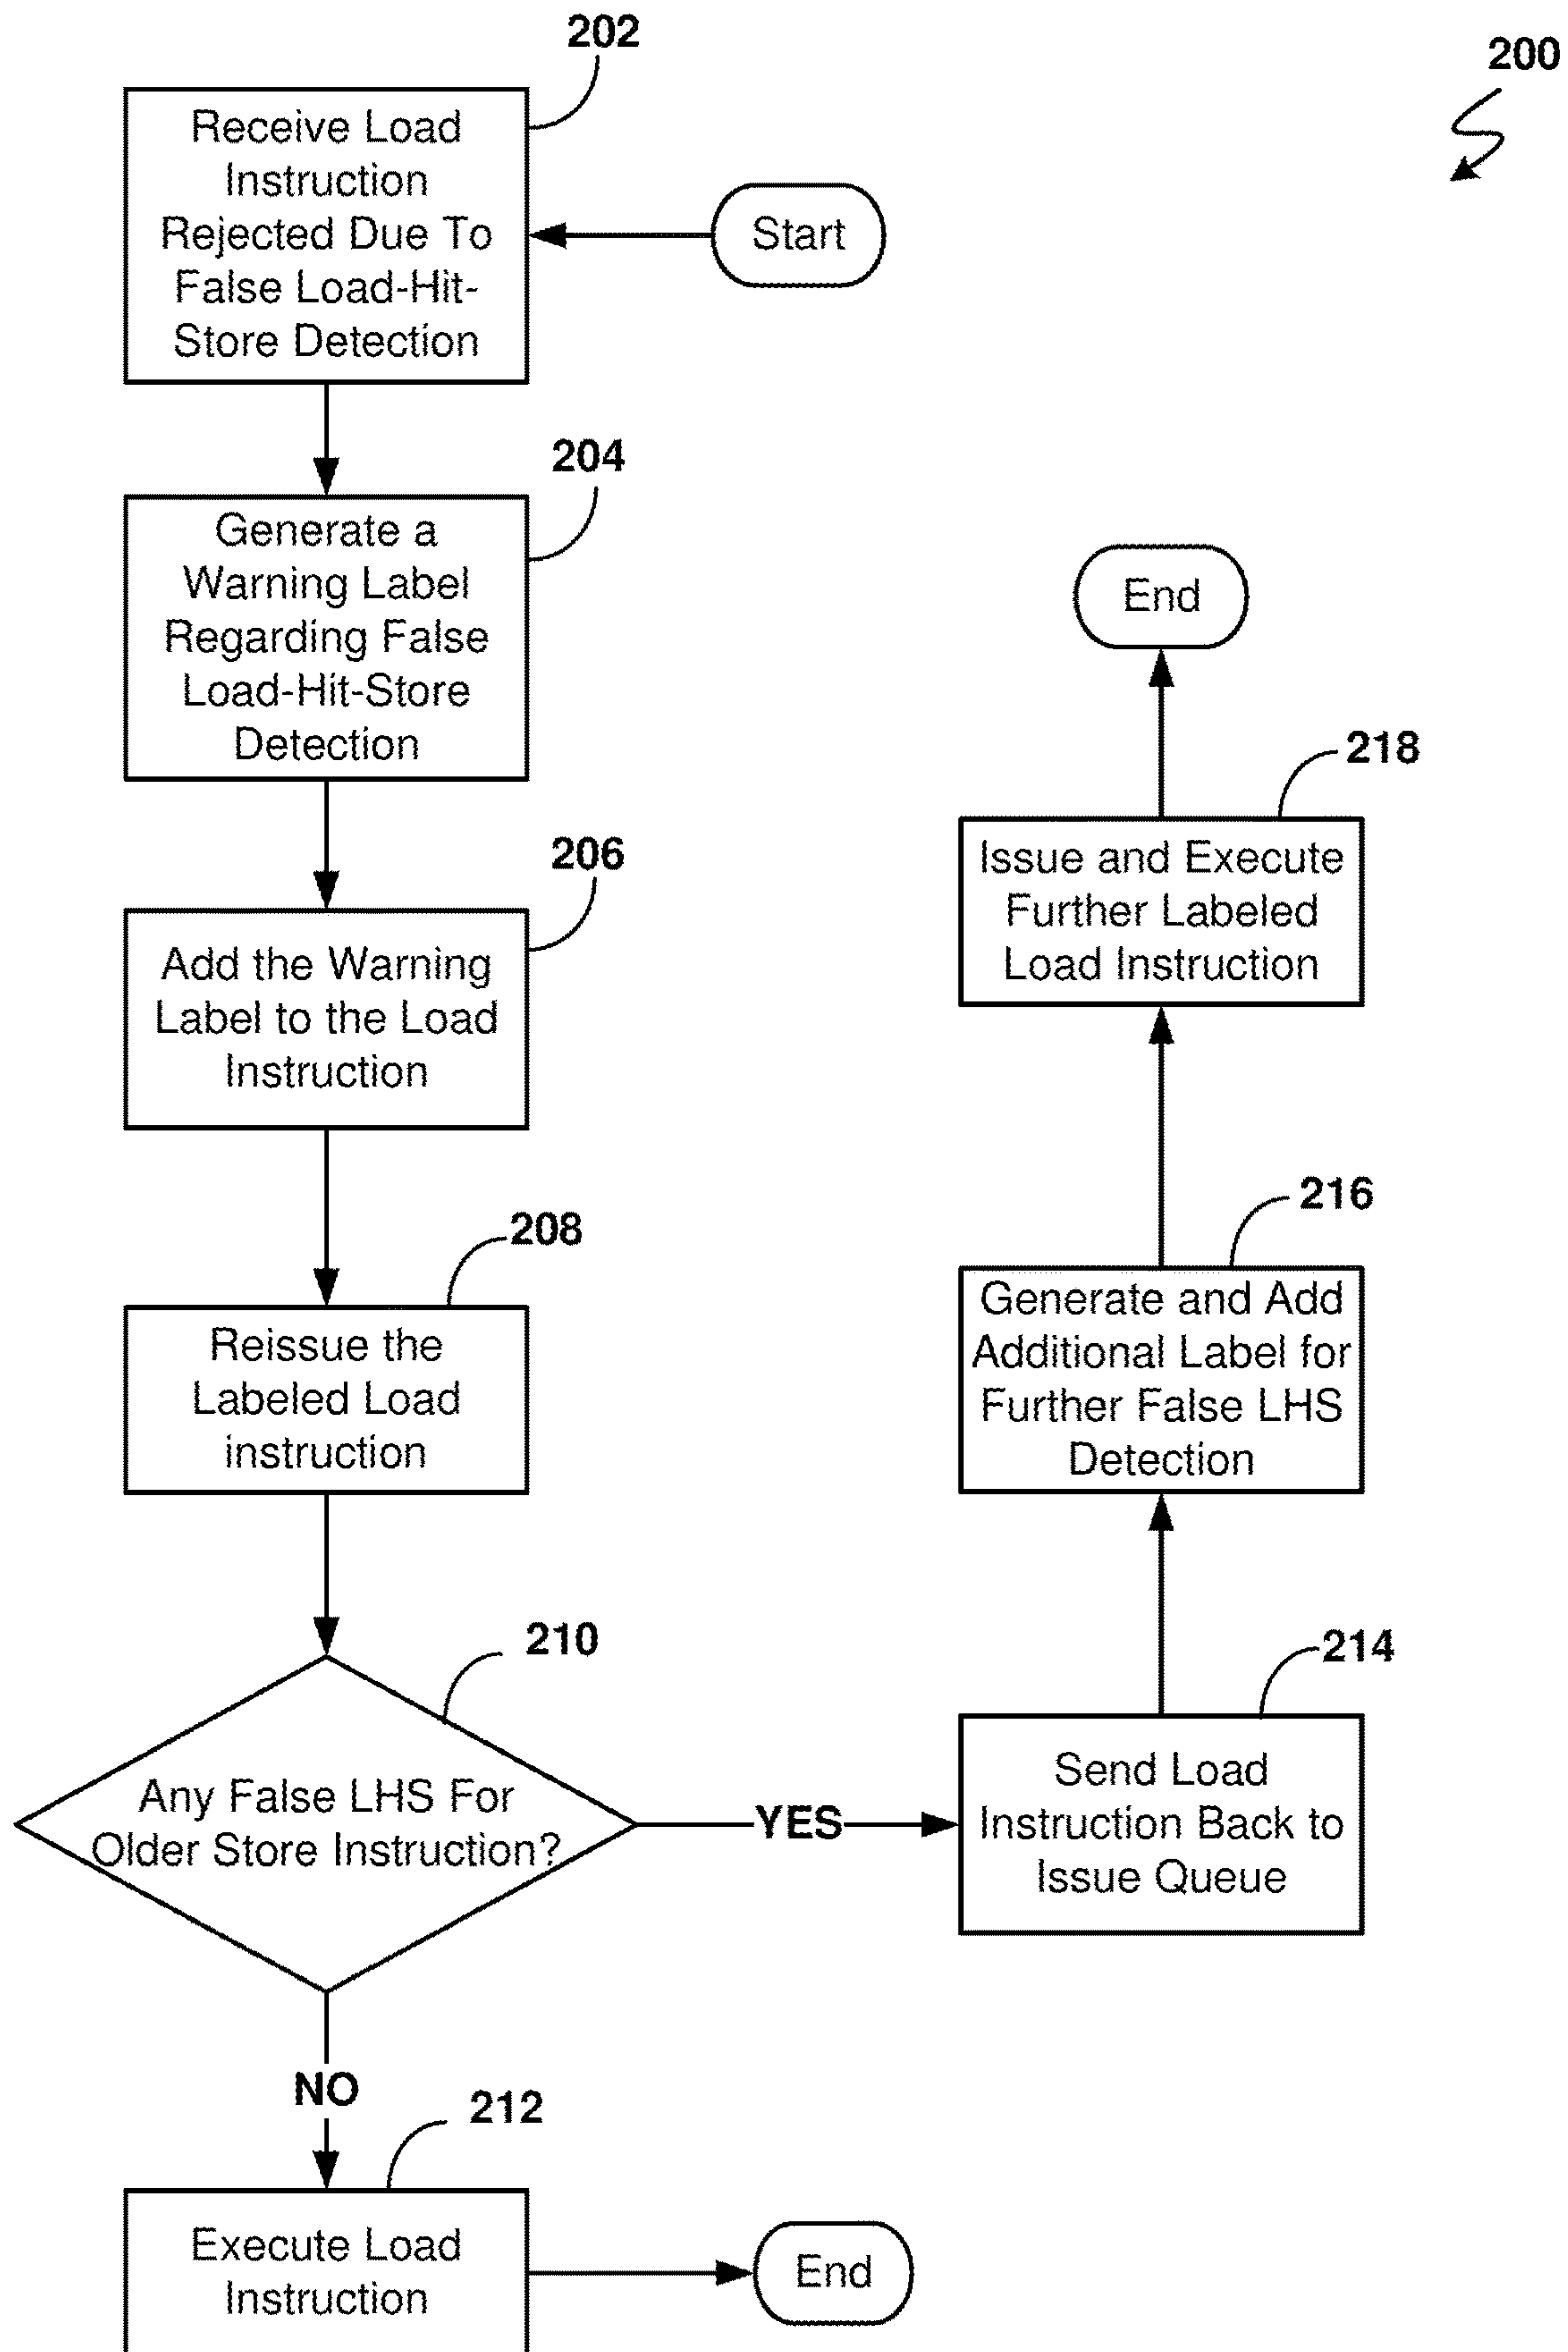 202
200
Receive Load
Instruction
Rejected Due To
False Load-Hit-
Store Detection
Start
204
Generate a
Warning Label
Regarding False
Load-Hit-Store
Detection
206
Add the Warning
Label to the Load
Instruction
208
Reissue the
Labeled Load
instruction
210
Any False LHS For
Older Store Instruction?
YES
NO
212
Execute Load
Instruction
End
214
Send Load
Instruction Back to
Issue Queue
216
Generate and Add
Additional Label for
Further False LHS
Detection
218
Issue and Execute
Further Labeled
Load Instruction
End